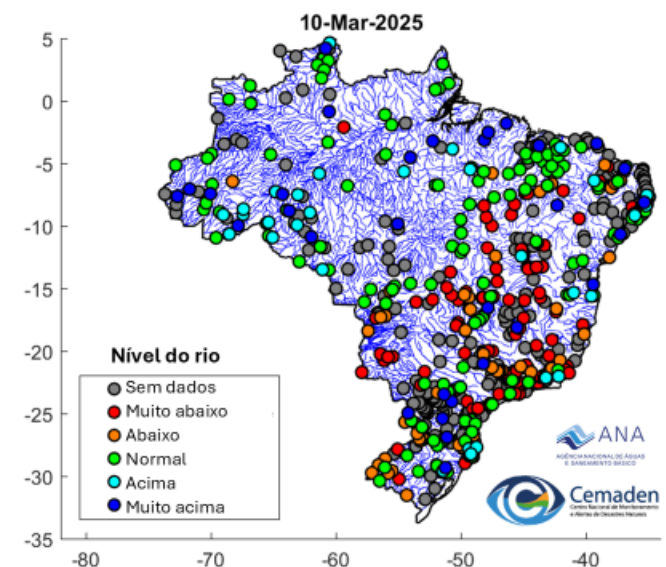 10-Mar-2025
5
0
-5
-10
-15
-20
-25
-30
-35
Nível do rio
Sem dados
Muito abaixo
Abaixo
Normal
Acima
Muito acima
ANA
AGÊNCIA NACIONAL DE ÁGUAS
E SANEAMENTO BÁSICO
Cemaden
Centro Nacional de Monitoramento
e Alertas de Desastres Naturais
-80
-70
-60
-50
-40